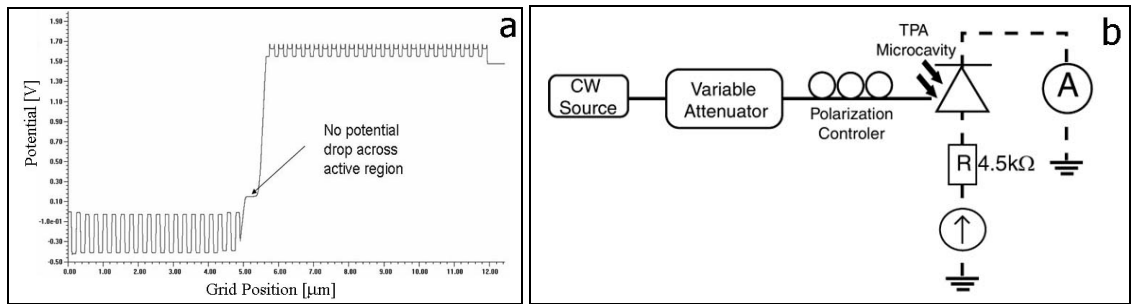 a
1.90
1.70
1.50
1.30
1.10
0.90
0.70
0.50
0.30
0.10
-1.0e-01
-0.30
-0.50
Potential [V]
No potential
drop across
active region
0.00 1.00 2.00 3.00 4.00 5.00 6.00 7.00 8.00 9.00 10.00 11.00 12.00
Grid Position [μm]
b
TPA
Microcavity
CW
Source
Variable
Attenuator
Polarization
Controler
A
R 4.5kΩ